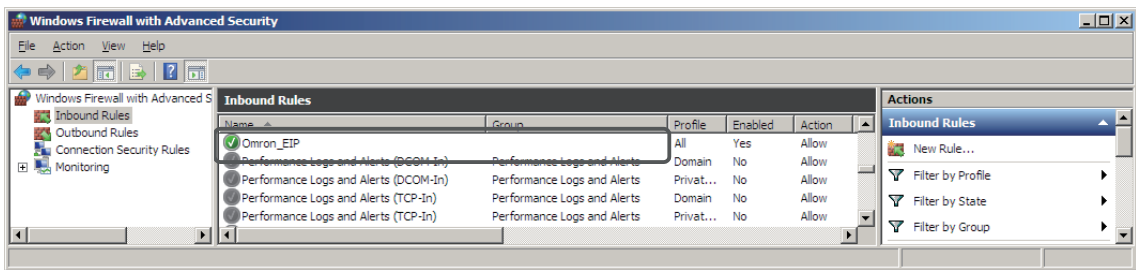 Windows Firewall with Advanced Security
File Action View Help
Windows Firewall with Advanced S
Inbound Rules
Outbound Rules
Connection Security Rules
Monitoring
Inbound Rules
Name Group Profile Enabled Action
Omron_EIP All Yes Allow
Performance Logs and Alerts (DCOM-In) Performance Logs and Alerts Domain No Allow
Performance Logs and Alerts (DCOM-In) Performance Logs and Alerts Privat... No Allow
Performance Logs and Alerts (TCP-In) Performance Logs and Alerts Domain No Allow
Performance Logs and Alerts (TCP-In) Performance Logs and Alerts Privat... No Allow
Actions
Inbound Rules
New Rule...
Filter by Profile
Filter by State
Filter by Group